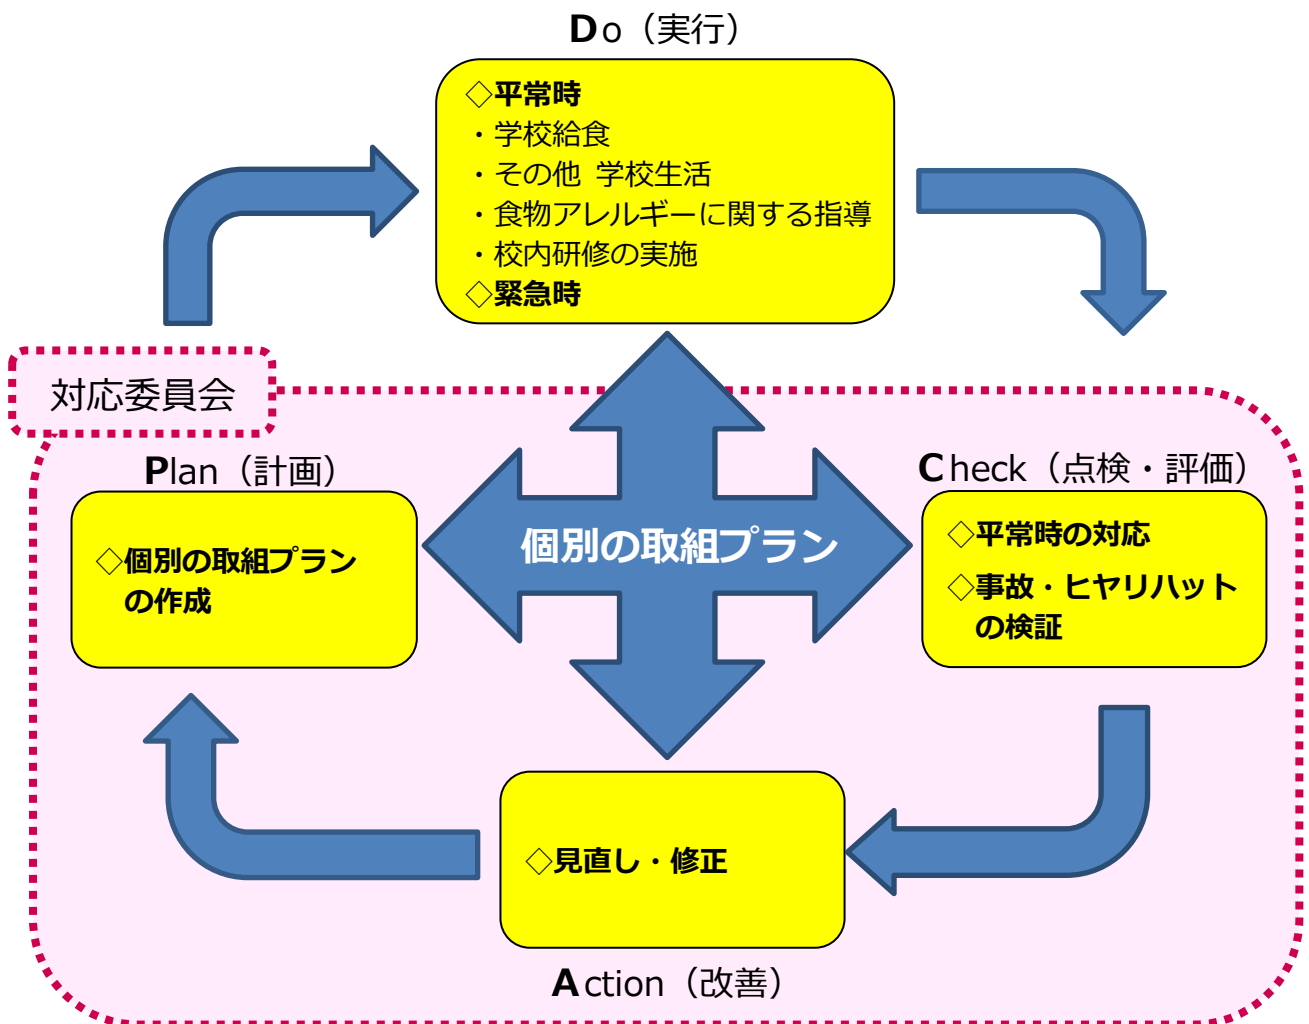 Do（実行）
◇平常時
・学校給食
・その他 学校生活
・食物アレルギーに関する指導
・校内研修の実施
◇緊急時
対応委員会
Plan（計画）
◇個別の取組プラン
の作成
個別の取組プラン
Check（点検・評価）
◇平常時の対応
◇事故・ヒヤリハット
の検証
◇見直し・修正
Action（改善）